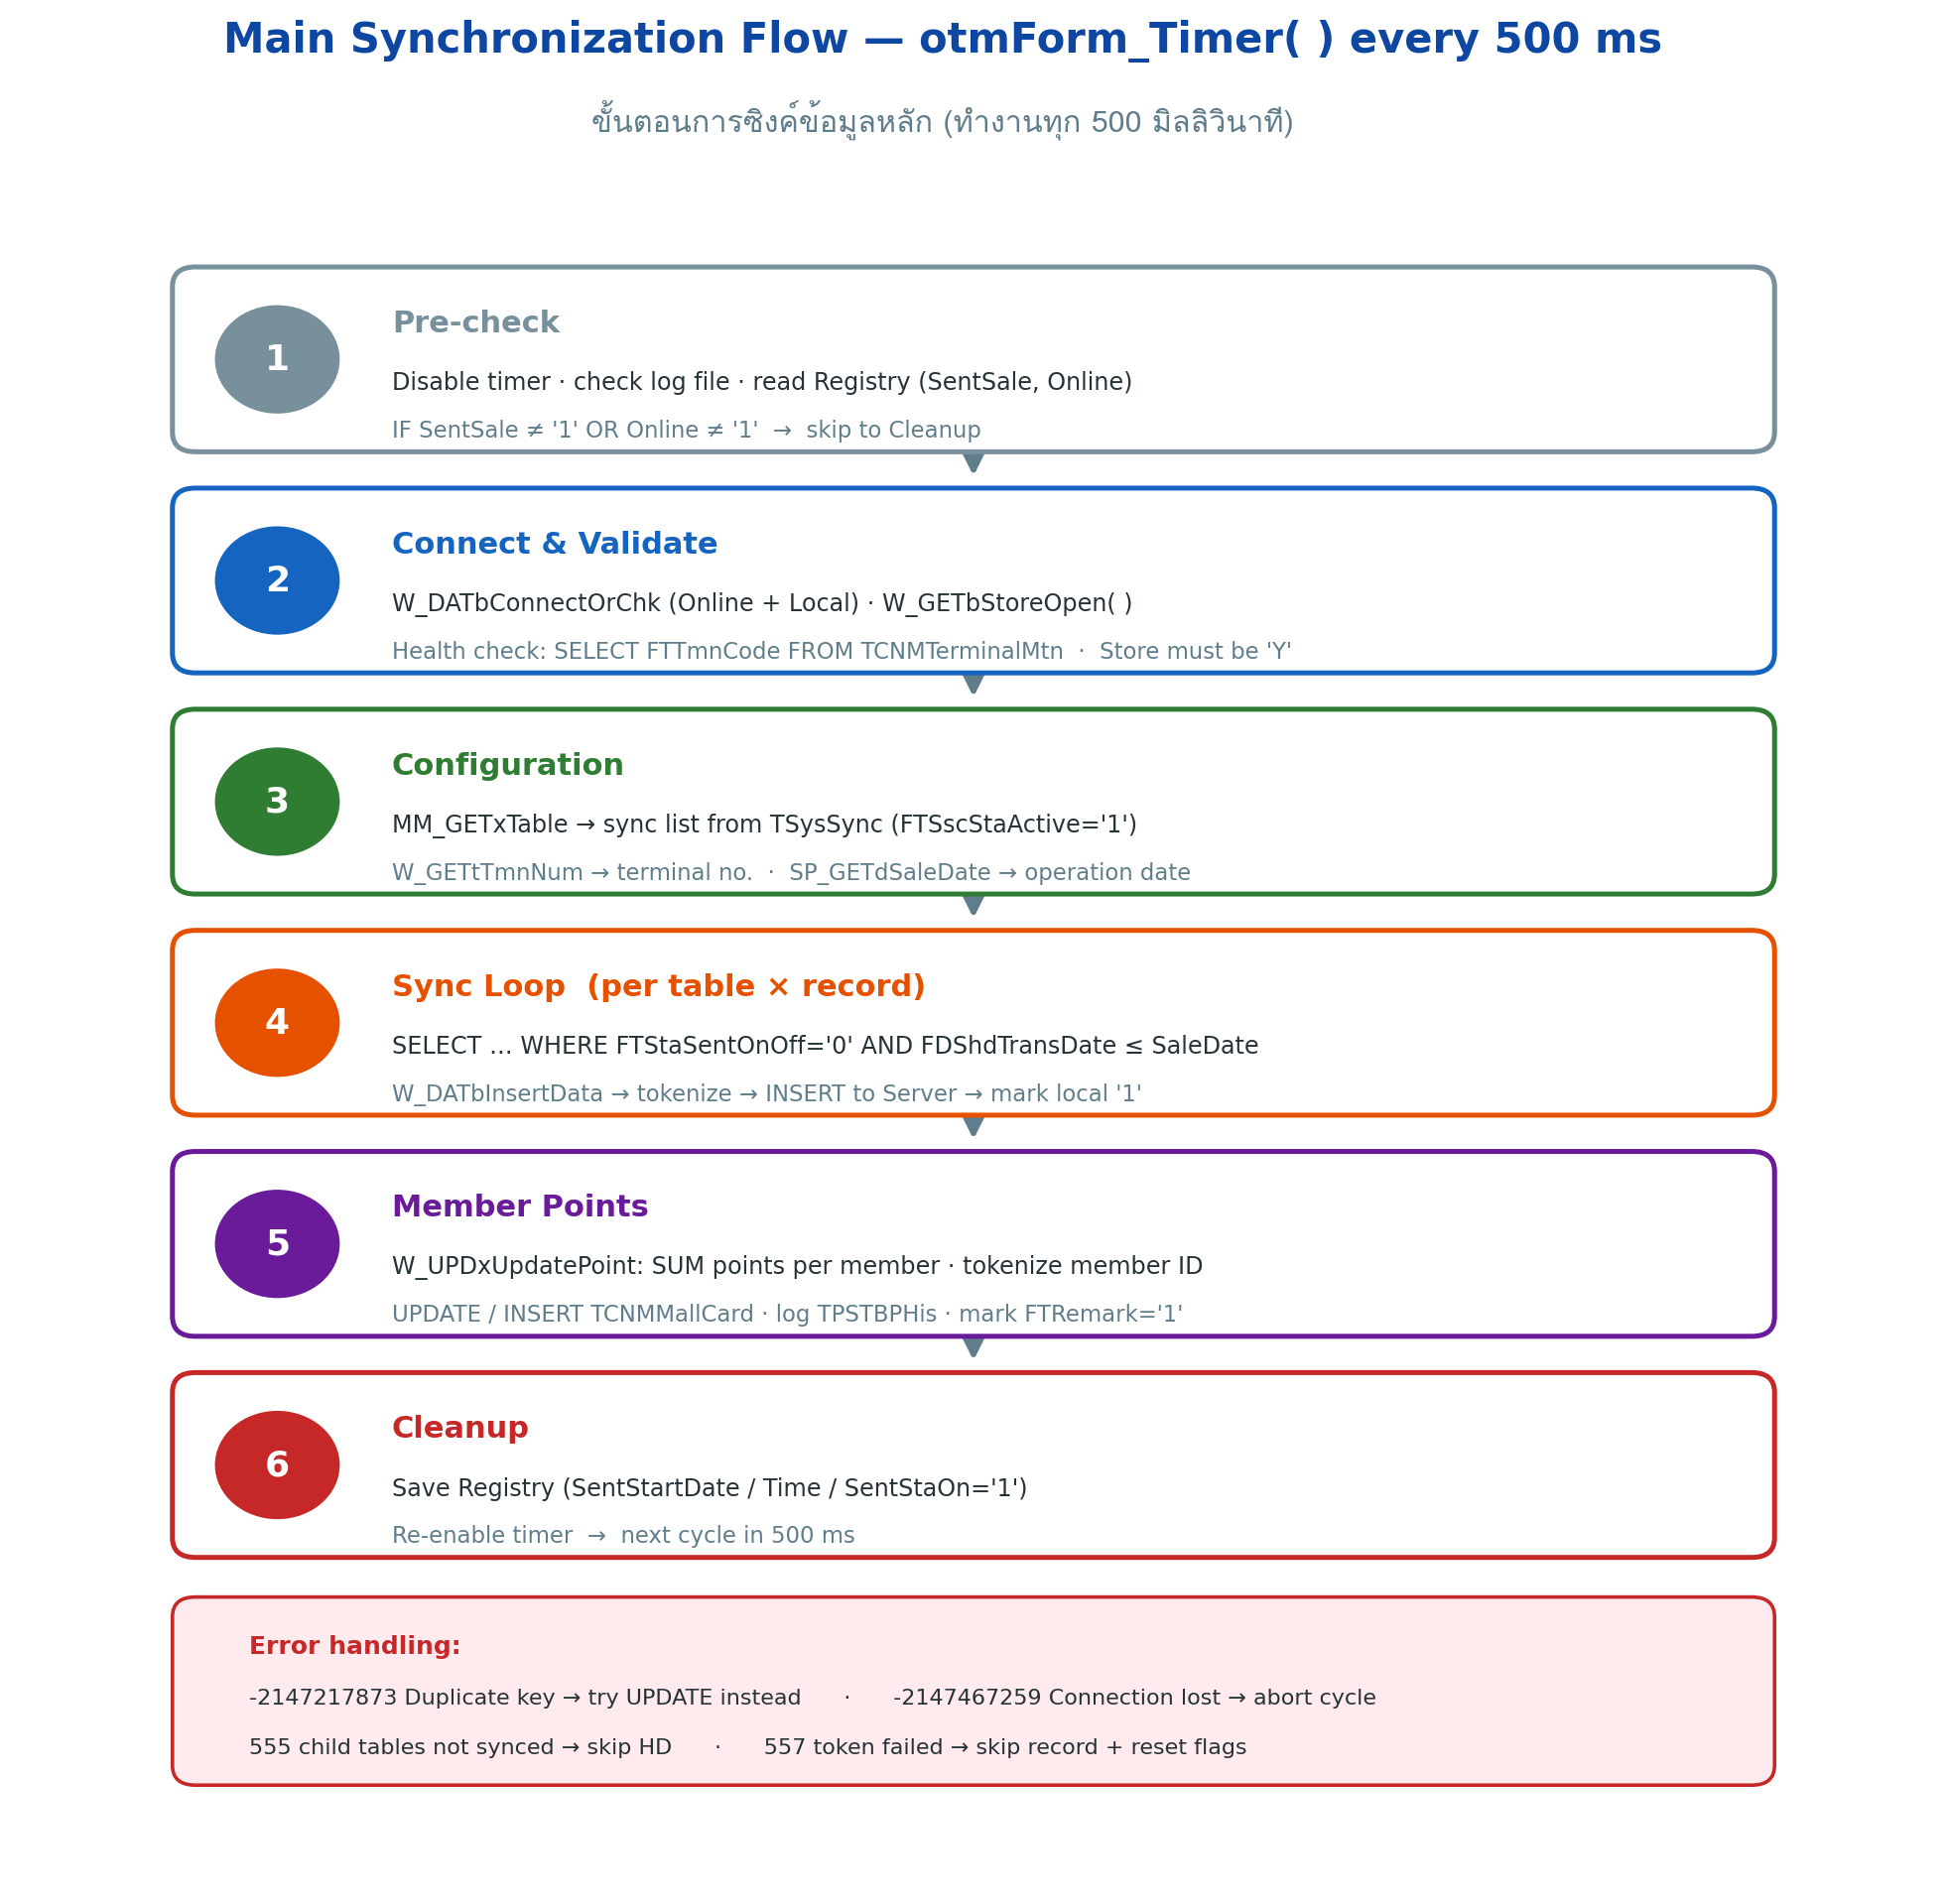 Main Synchronization Flow — otmForm_Timer( ) every 500 ms
ขั้นตอนการซิงค์ข้อมูลหลัก (ทำงานทุก 500 มิลลิวินาที)
1
Pre-check
Disable timer · check log file · read Registry (SentSale, Online)
IF SentSale ≠ '1' OR Online ≠ '1' → skip to Cleanup
2
Connect & Validate
W_DATbConnectOrChk (Online + Local) · W_GETbStoreOpen( )
Health check: SELECT FTTmnCode FROM TCNMTerminalMtn · Store must be 'Y'
3
Configuration
MM_GETxTable → sync list from TSysSync (FTSscStaActive='1')
W_GETtTmnNum → terminal no. · SP_GETdSaleDate → operation date
4
Sync Loop (per table × record)
SELECT … WHERE FTStaSentOnOff='0' AND FDShdTransDate ≤ SaleDate
W_DATbInsertData → tokenize → INSERT to Server → mark local '1'
5
Member Points
W_UPDxUpdatePoint: SUM points per member · tokenize member ID
UPDATE / INSERT TCNMMallCard · log TPSTBPHis · mark FTRemark='1'
6
Cleanup
Save Registry (SentStartDate / Time / SentStaOn='1')
Re-enable timer → next cycle in 500 ms
Error handling:
-2147217873 Duplicate key → try UPDATE instead · -2147467259 Connection lost → abort cycle
555 child tables not synced → skip HD · 557 token failed → skip record + reset flags